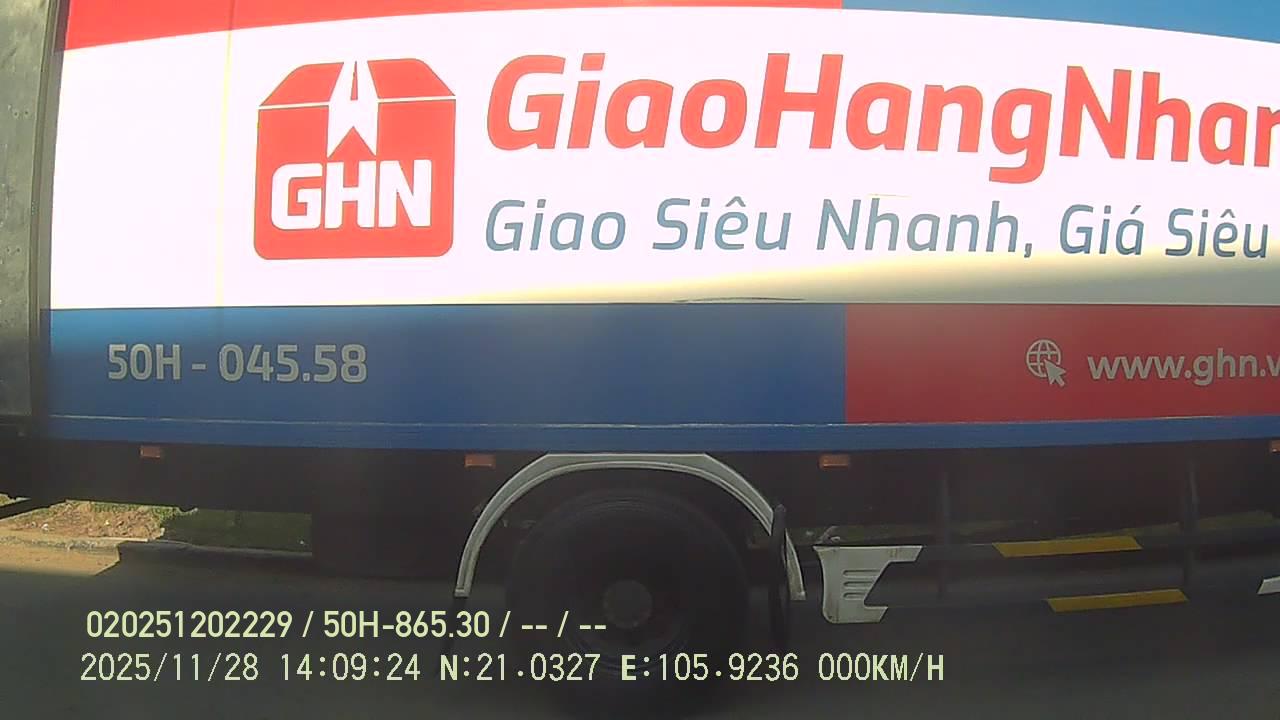 GiaoHangNhan
GHN
Giao Siêu Nhanh, Giá Siêu
50H - 045.58
www.ghn.v
020251202229 / 50H-865.30 / -- / --
2025/11/28 14:09:24 N:21.0327 E:105.9236 000KM/H